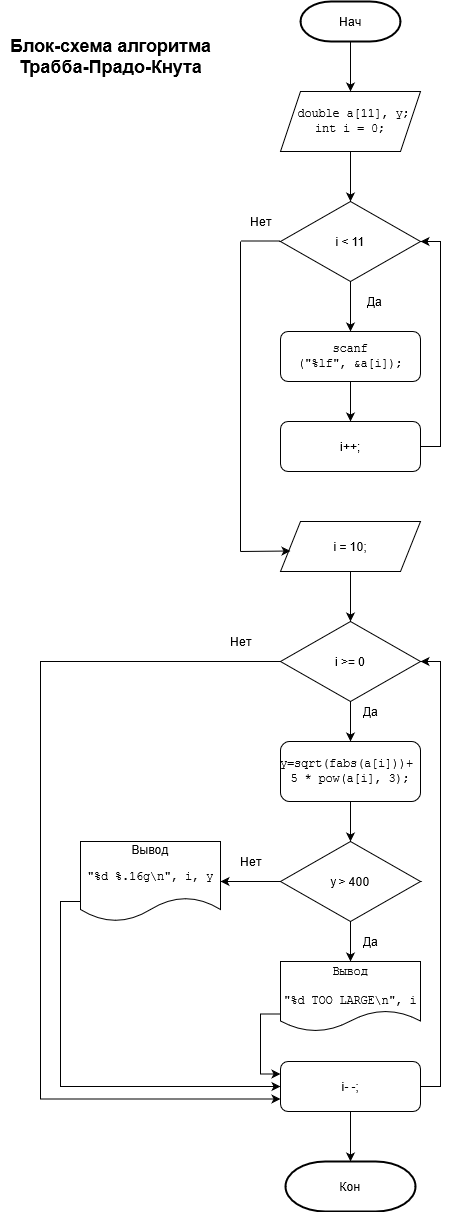 Нач
Блок-схема алгоритма
Трабба-Прадо-Кнута
double a[11], y;
int i = 0;
Нет
i < 11
Да
scanf
("%lf", &a[i]);
i++;
i = 10;
Нет
i >= 0
Да
y=sqrt(fabs(a[i]))+
5 * pow(a[i], 3);
Вывод
"%d %.16g\n", i, y
Нет
y > 400
Да
Вывод
"%d TOO LARGE\n", i
i- -;
Кон